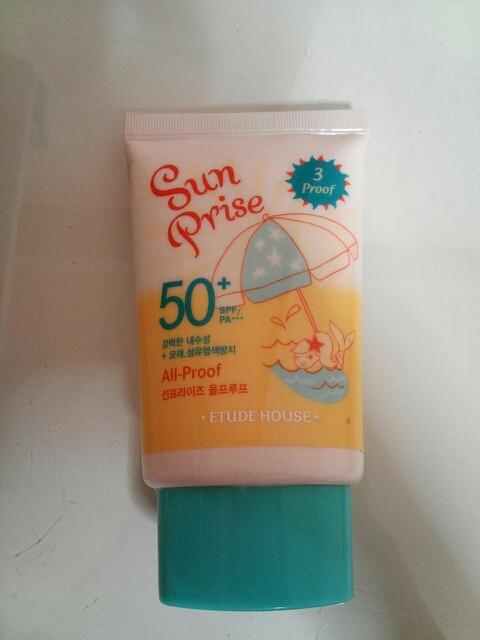 Sun
Prise
3
Proof
50+
SPF/
PA+++
강력한 내수성
+ 모래, 섬유염색방지
All-Proof
선프라이즈 올프루프
• ETUDE HOUSE •